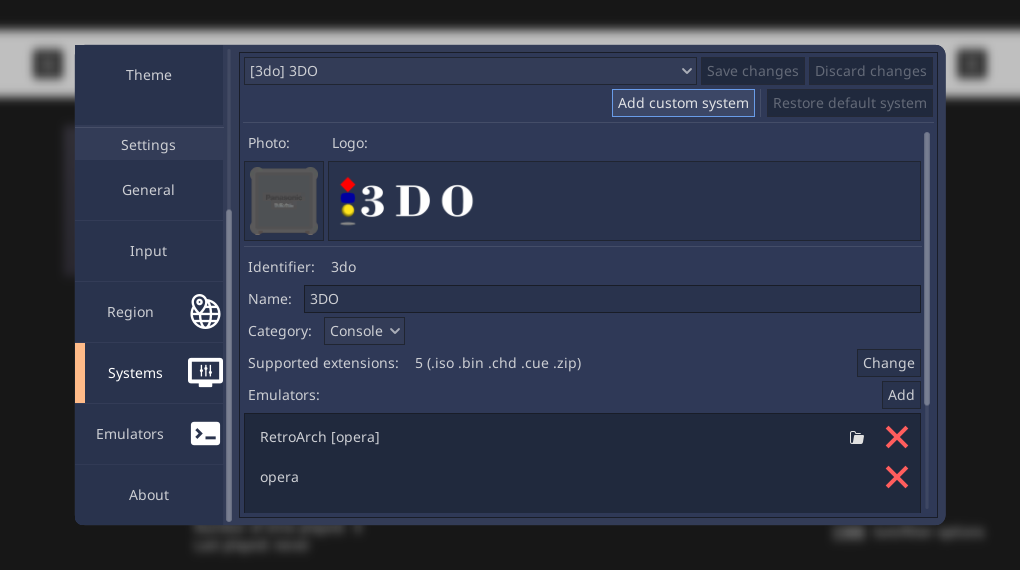 Theme
Settings
General
Input
Region
Systems
Emulators
About
[3do] 3DO
Save changes
Discard changes
Add custom system
Restore default system
Photo:
Logo:
3DO
Identifier: 3do
Name: 3DO
Category: Console
Supported extensions: 5 (.iso .bin .chd .cue .zip)
Change
Emulators:
Add
RetroArch [opera]
opera